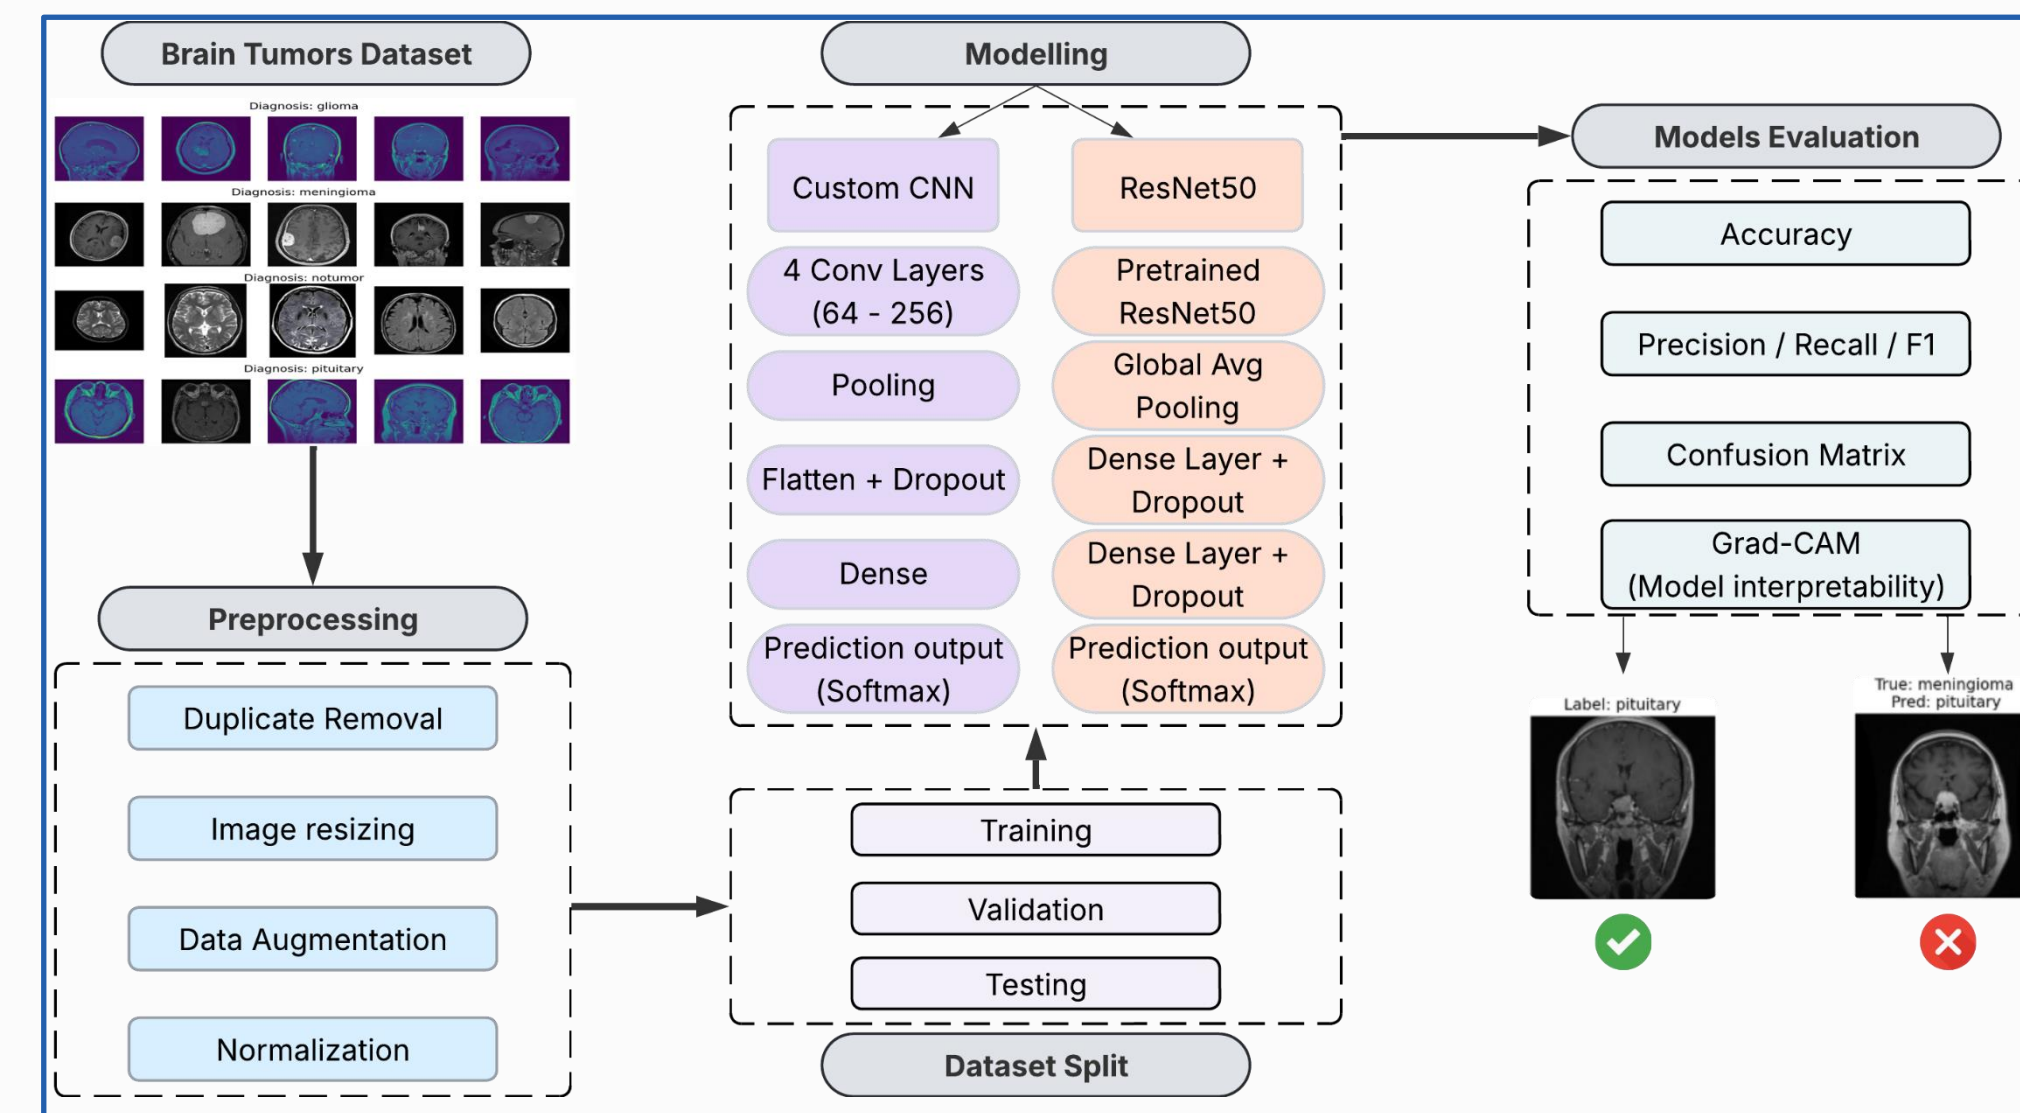 Brain Tumors Dataset
Diagnosis: glioma
Diagnosis: meningioma
Diagnosis: notumor
Diagnosis: pituitary
Preprocessing
Duplicate Removal
Image resizing
Data Augmentation
Normalization
Modelling
Custom CNN
4 Conv Layers
(64 - 256)
Pooling
Flatten + Dropout
Dense
Prediction output
(Softmax)
ResNet50
Pretrained
ResNet50
Global Avg
Pooling
Dense Layer +
Dropout
Dense Layer +
Dropout
Prediction output
(Softmax)
Training
Validation
Testing
Dataset Split
Models Evaluation
Accuracy
Precision / Recall / F1
Confusion Matrix
Grad-CAM
(Model interpretability)
Label: pituitary
True: meningioma
Pred: pituitary